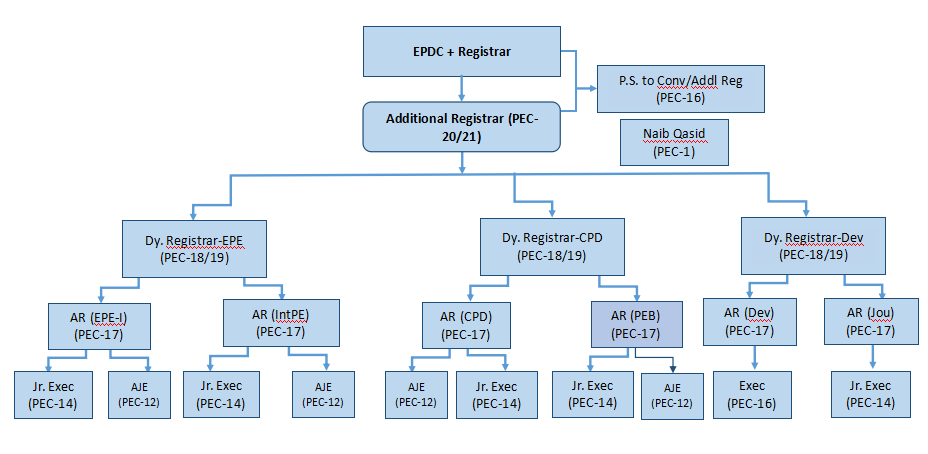 EPDC + Registrar
P.S. to Conv/Addl Reg
(PEC-16)
Additional Registrar (PEC-
20/21)
Naib Qasid
(PEC-1)
Dy. Registrar-EPE
(PEC-18/19)
Dy. Registrar-CPD
(PEC-18/19)
Dy. Registrar-Dev
(PEC-18/19)
AR (EPE-I)
(PEC-17)
AR (IntPE)
(PEC-17)
AR (CPD)
(PEC-17)
AR (PEB)
(PEC-17)
AR (Dev)
(PEC-17)
AR (Jou)
(PEC-17)
Jr. Exec
(PEC-14)
AJE
(PEC-12)
Jr. Exec
(PEC-14)
AJE
(PEC-12)
AJE
(PEC-12)
Jr. Exec
(PEC-14)
Jr. Exec
(PEC-14)
AJE
(PEC-12)
Exec
(PEC-16)
Jr. Exec
(PEC-14)